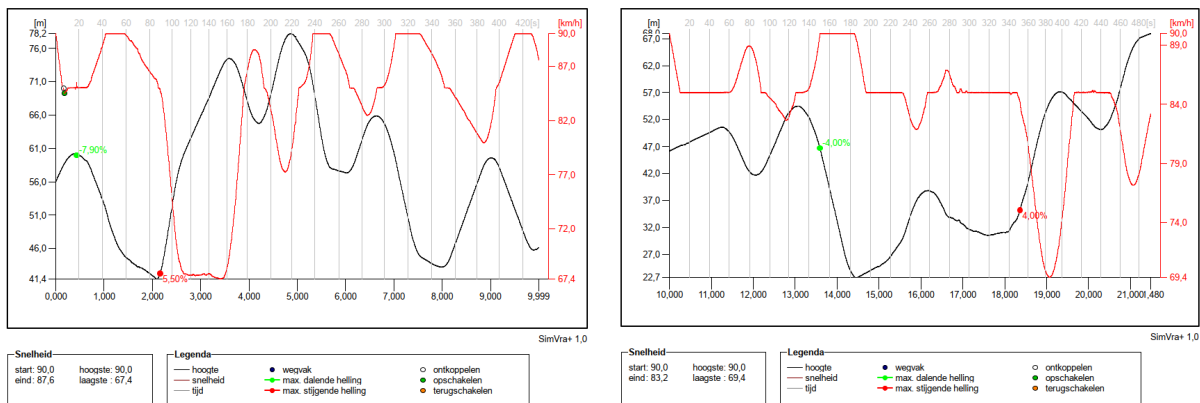 [m] 20 40 60 80 100 120 140 160 180 200 220 240 260 280 300 320 340 360 380 400 420[s] [km/h]
78,2 90,0
76,0
87,0
71,0
66,0 82,0
61,0 -7,90%
56,0 77,0
51,0
72,0
46,0
41,4 5,50% 67,4
0,000 1,000 2,000 3,000 4,000 5,000 6,000 7,000 8,000 9,000 9,999
SimVra+ 1,0
Snelheid
start: 90,0 hoogste: 90,0
eind: 87,6 laagste : 67,4
Legenda
hoogte wegvak ontkoppelen
snelheid max. dalende helling opschakelen
tijd max. stijgende helling terugschakelen
[m] 20 40 60 80 100 120 140 160 180 200 220 240 260 280 300 320 340 360 380 400 420 440 460 480[s] [km/h]
68,0 90,0
67,0 89,0
62,0
57,0
84,0
52,0
47,0 -4,00%
42,0 79,0
37,0
4,00%
32,0 74,0
27,0
22,7 69,4
10,000 11,000 12,000 13,000 14,000 15,000 16,000 17,000 18,000 19,000 20,000 21,000 1,480
SimVra+ 1,0
Snelheid
start: 90,0 hoogste: 90,0
eind: 83,2 laagste : 69,4
Legenda
hoogte wegvak ontkoppelen
snelheid max. dalende helling opschakelen
tijd max. stijgende helling terugschakelen